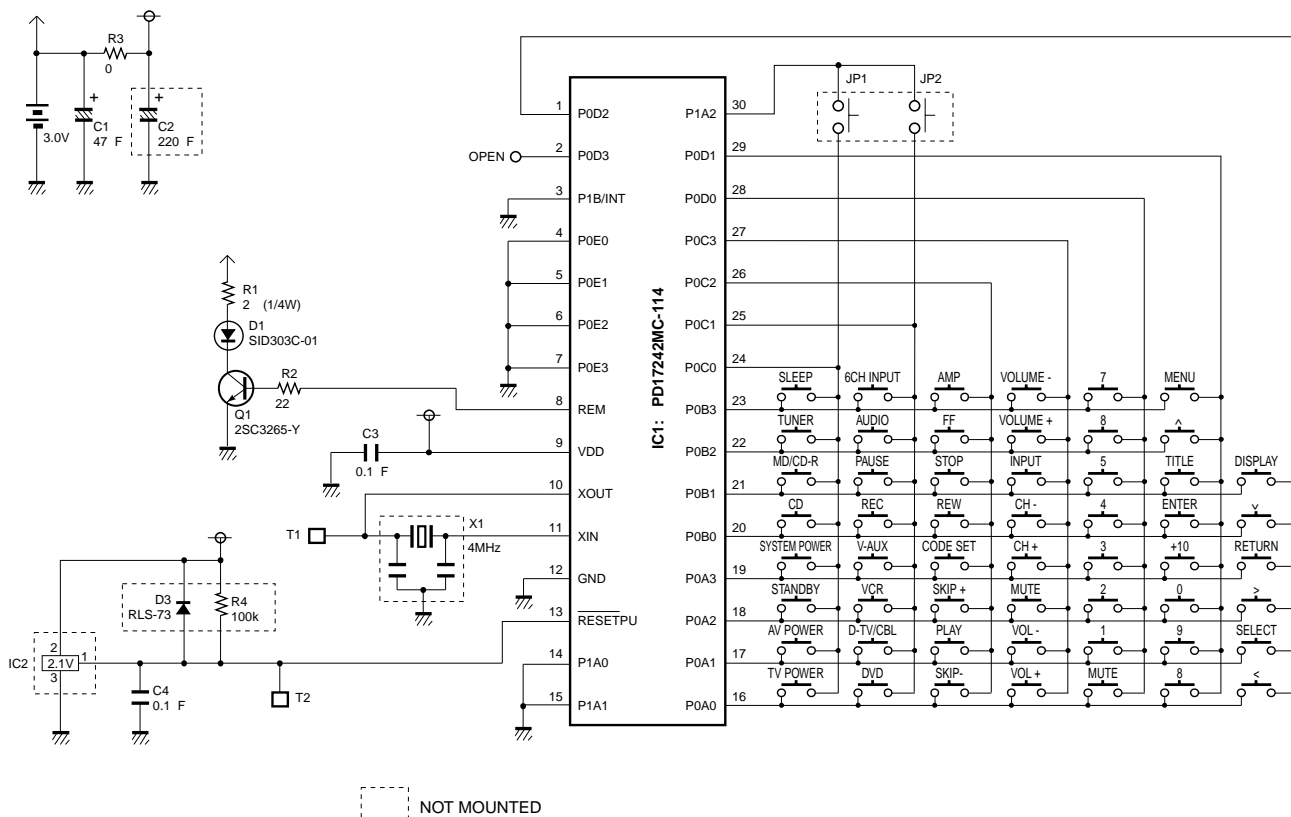 R3
0
+
+
3.0V
C1
47 F
C2
220 F
1 P0D2
OPEN 2 P0D3
3 P1B/INT
4 P0E0
5 P0E1
6 P0E2
7 P0E3
8 REM
9 VDD
10 XOUT
11 XIN
12 GND
13 RESETPU
14 P1A0
15 P1A1
IC1: PD17242MC-114
P1A2 30
P0D1 29
P0D0 28
P0C3 27
P0C2 26
P0C1 25
P0C0 24
P0B3 23
P0B2 22
P0B1 21
P0B0 20
P0A3 19
P0A2 18
P0A1 17
P0A0 16
JP1 JP2
R1
2 (1/4W)
D1
SID303C-01
R2
22
Q1
2SC3265-Y
C3
0.1 F
T1
X1
4MHz
D3
RLS-73
R4
100k
IC2
2
2.1V 1
3
C4
0.1 F
T2
SLEEP 6CH INPUT AMP VOLUME - 7 MENU
TUNER AUDIO FF VOLUME + 8 ^
MD/CD-R PAUSE STOP INPUT 5 TITLE DISPLAY
CD REC REW CH - 4 ENTER v
SYSTEM POWER V-AUX CODE SET CH + 3 +10 RETURN
STANDBY VCR SKIP + MUTE 2 0 >
AV POWER D-TV/CBL PLAY VOL - 1 9 SELECT
TV POWER DVD SKIP- VOL + MUTE 8 <
NOT MOUNTED